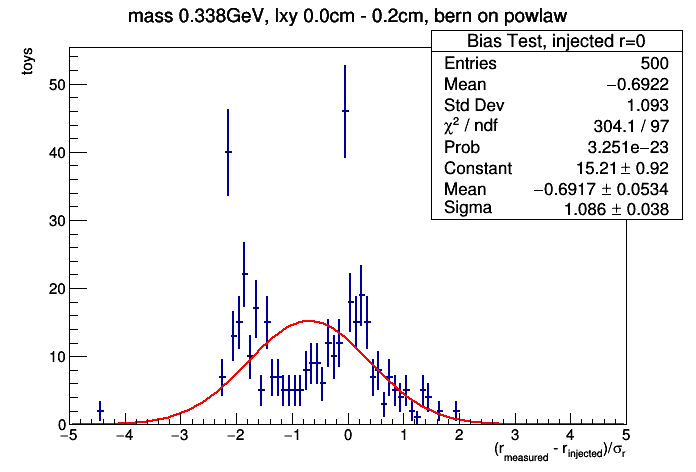 mass 0.338GeV, lxy 0.0cm - 0.2cm, bern on powlaw
Bias Test, injected r=0
Entries 500
Mean −0.6922
Std Dev 1.093
χ² / ndf 304.1 / 97
Prob 3.251e−23
Constant 15.21 ± 0.92
Mean −0.6917 ± 0.0534
Sigma 1.086 ± 0.038
toys
50
40
30
20
10
0
−5 −4 −3 −2 −1 0 1 2 3 4 5
(r_measured - r_injected)/σ_r